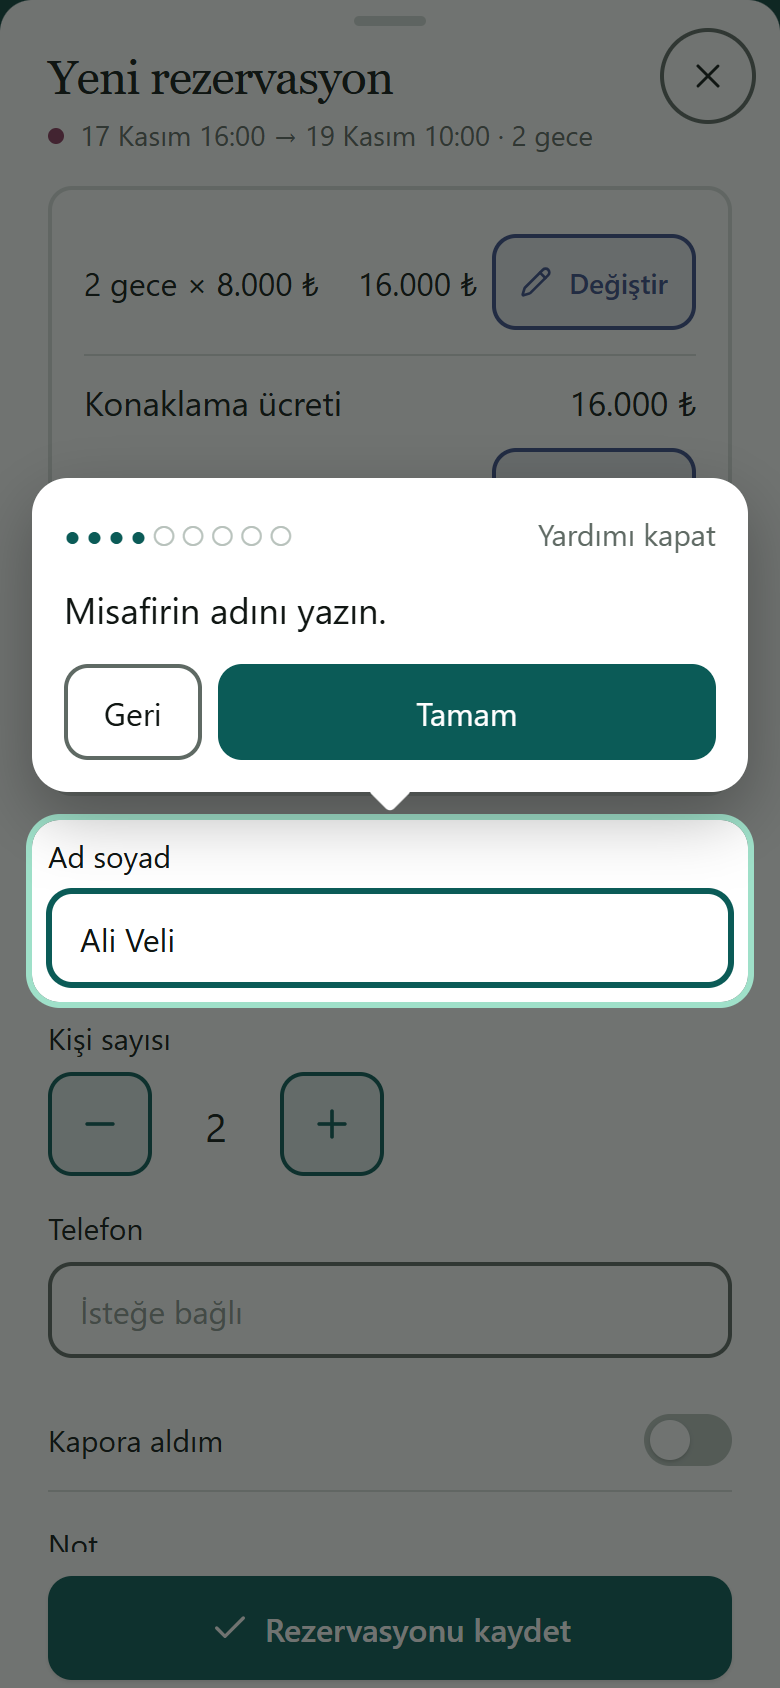 Yeni rezervasyon
17 Kasım 16:00 → 19 Kasım 10:00 · 2 gece
2 gece × 8.000 ₺ 16.000 ₺ Değiştir
Konaklama ücreti 16.000 ₺
Yardımı kapat
Misafirin adını yazın.
Geri Tamam
Ad soyad
Ali Veli
Kişi sayısı
2
Telefon
İsteğe bağlı
Kapora aldım
Not
Rezervasyonu kaydet